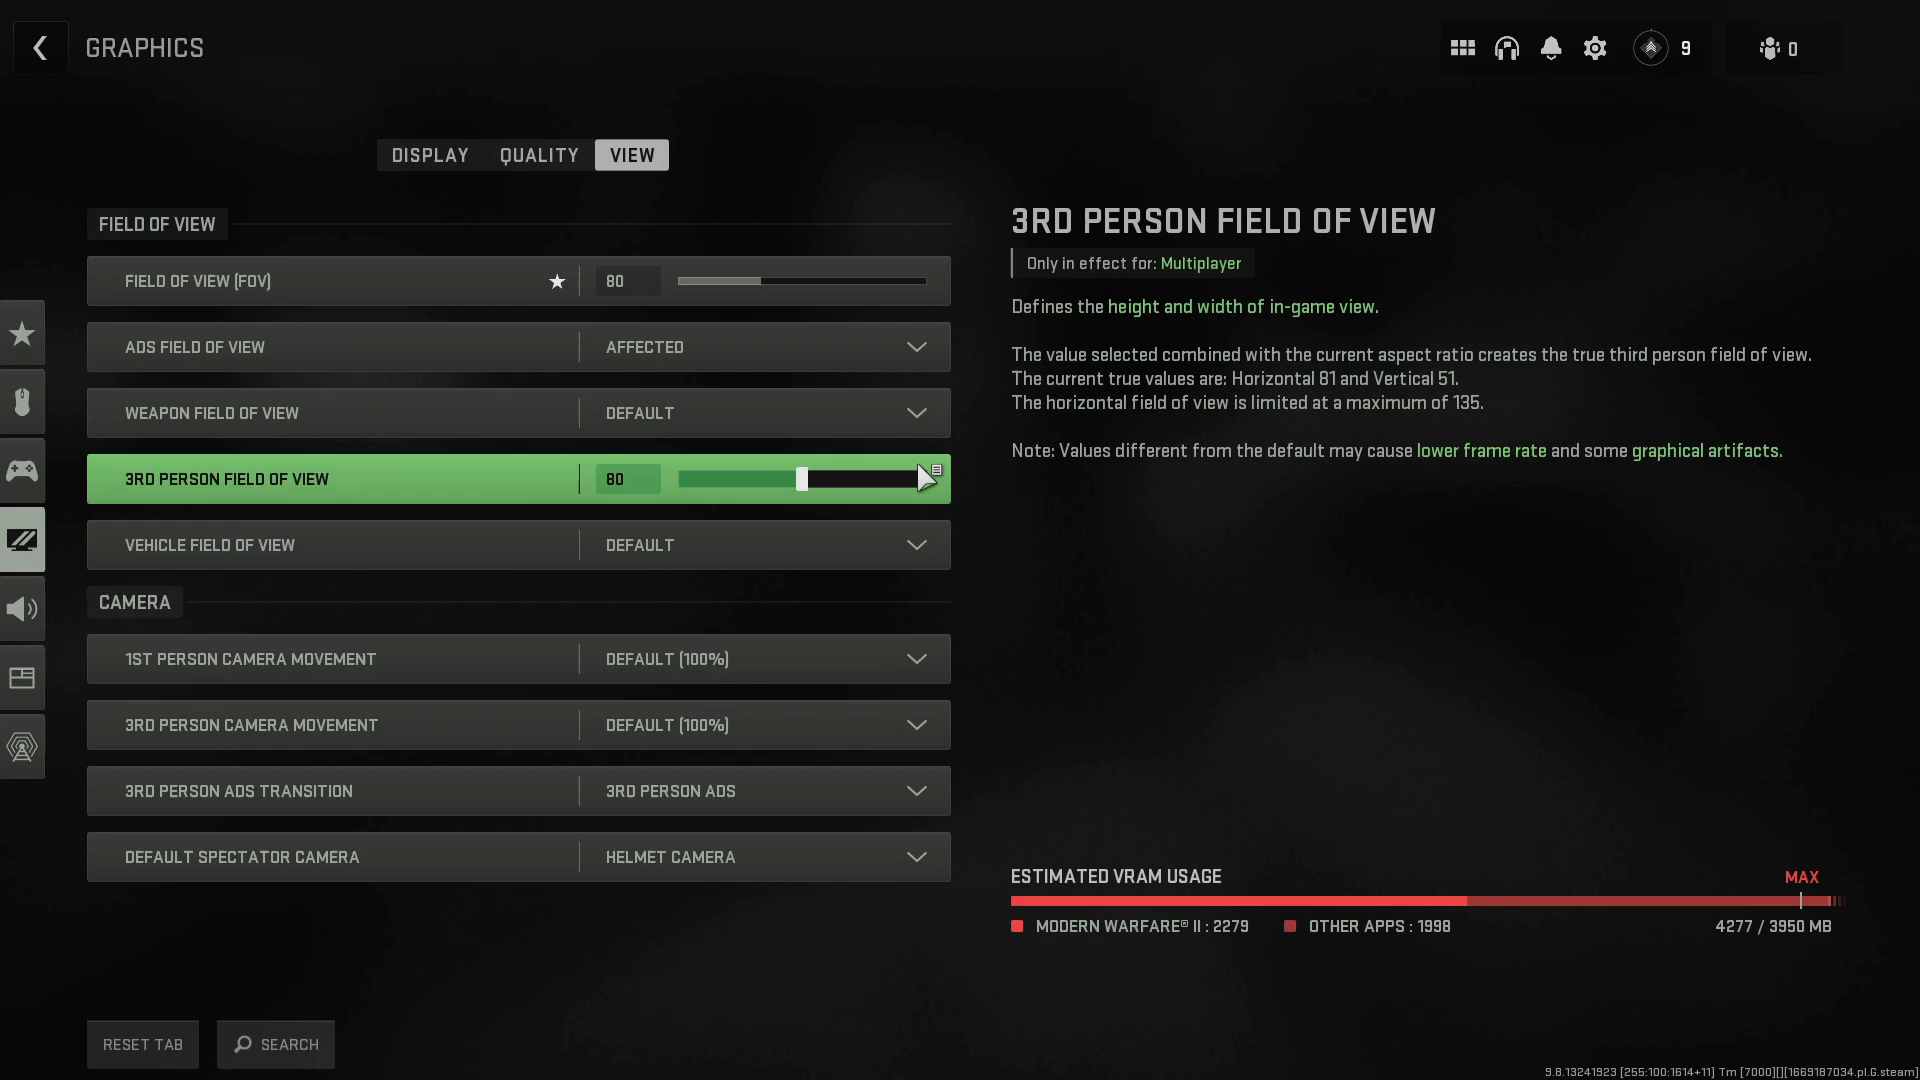 GRAPHICS
9
0
DISPLAY QUALITY VIEW
FIELD OF VIEW
FIELD OF VIEW (FOV) 80
ADS FIELD OF VIEW AFFECTED
WEAPON FIELD OF VIEW DEFAULT
3RD PERSON FIELD OF VIEW 80
VEHICLE FIELD OF VIEW DEFAULT
CAMERA
1ST PERSON CAMERA MOVEMENT DEFAULT (100%)
3RD PERSON CAMERA MOVEMENT DEFAULT (100%)
3RD PERSON ADS TRANSITION 3RD PERSON ADS
DEFAULT SPECTATOR CAMERA HELMET CAMERA
3RD PERSON FIELD OF VIEW
Only in effect for: Multiplayer
Defines the height and width of in-game view.
The value selected combined with the current aspect ratio creates the true third person field of view.
The current true values are: Horizontal 81 and Vertical 51.
The horizontal field of view is limited at a maximum of 135.
Note: Values different from the default may cause lower frame rate and some graphical artifacts.
ESTIMATED VRAM USAGE MAX
MODERN WARFARE® II : 2279 OTHER APPS : 1998 4277 / 3950 MB
RESET TAB SEARCH
9.8.13241923 [255:100:1614+11] Tm [7000][][1669187034.pl.G.steam]